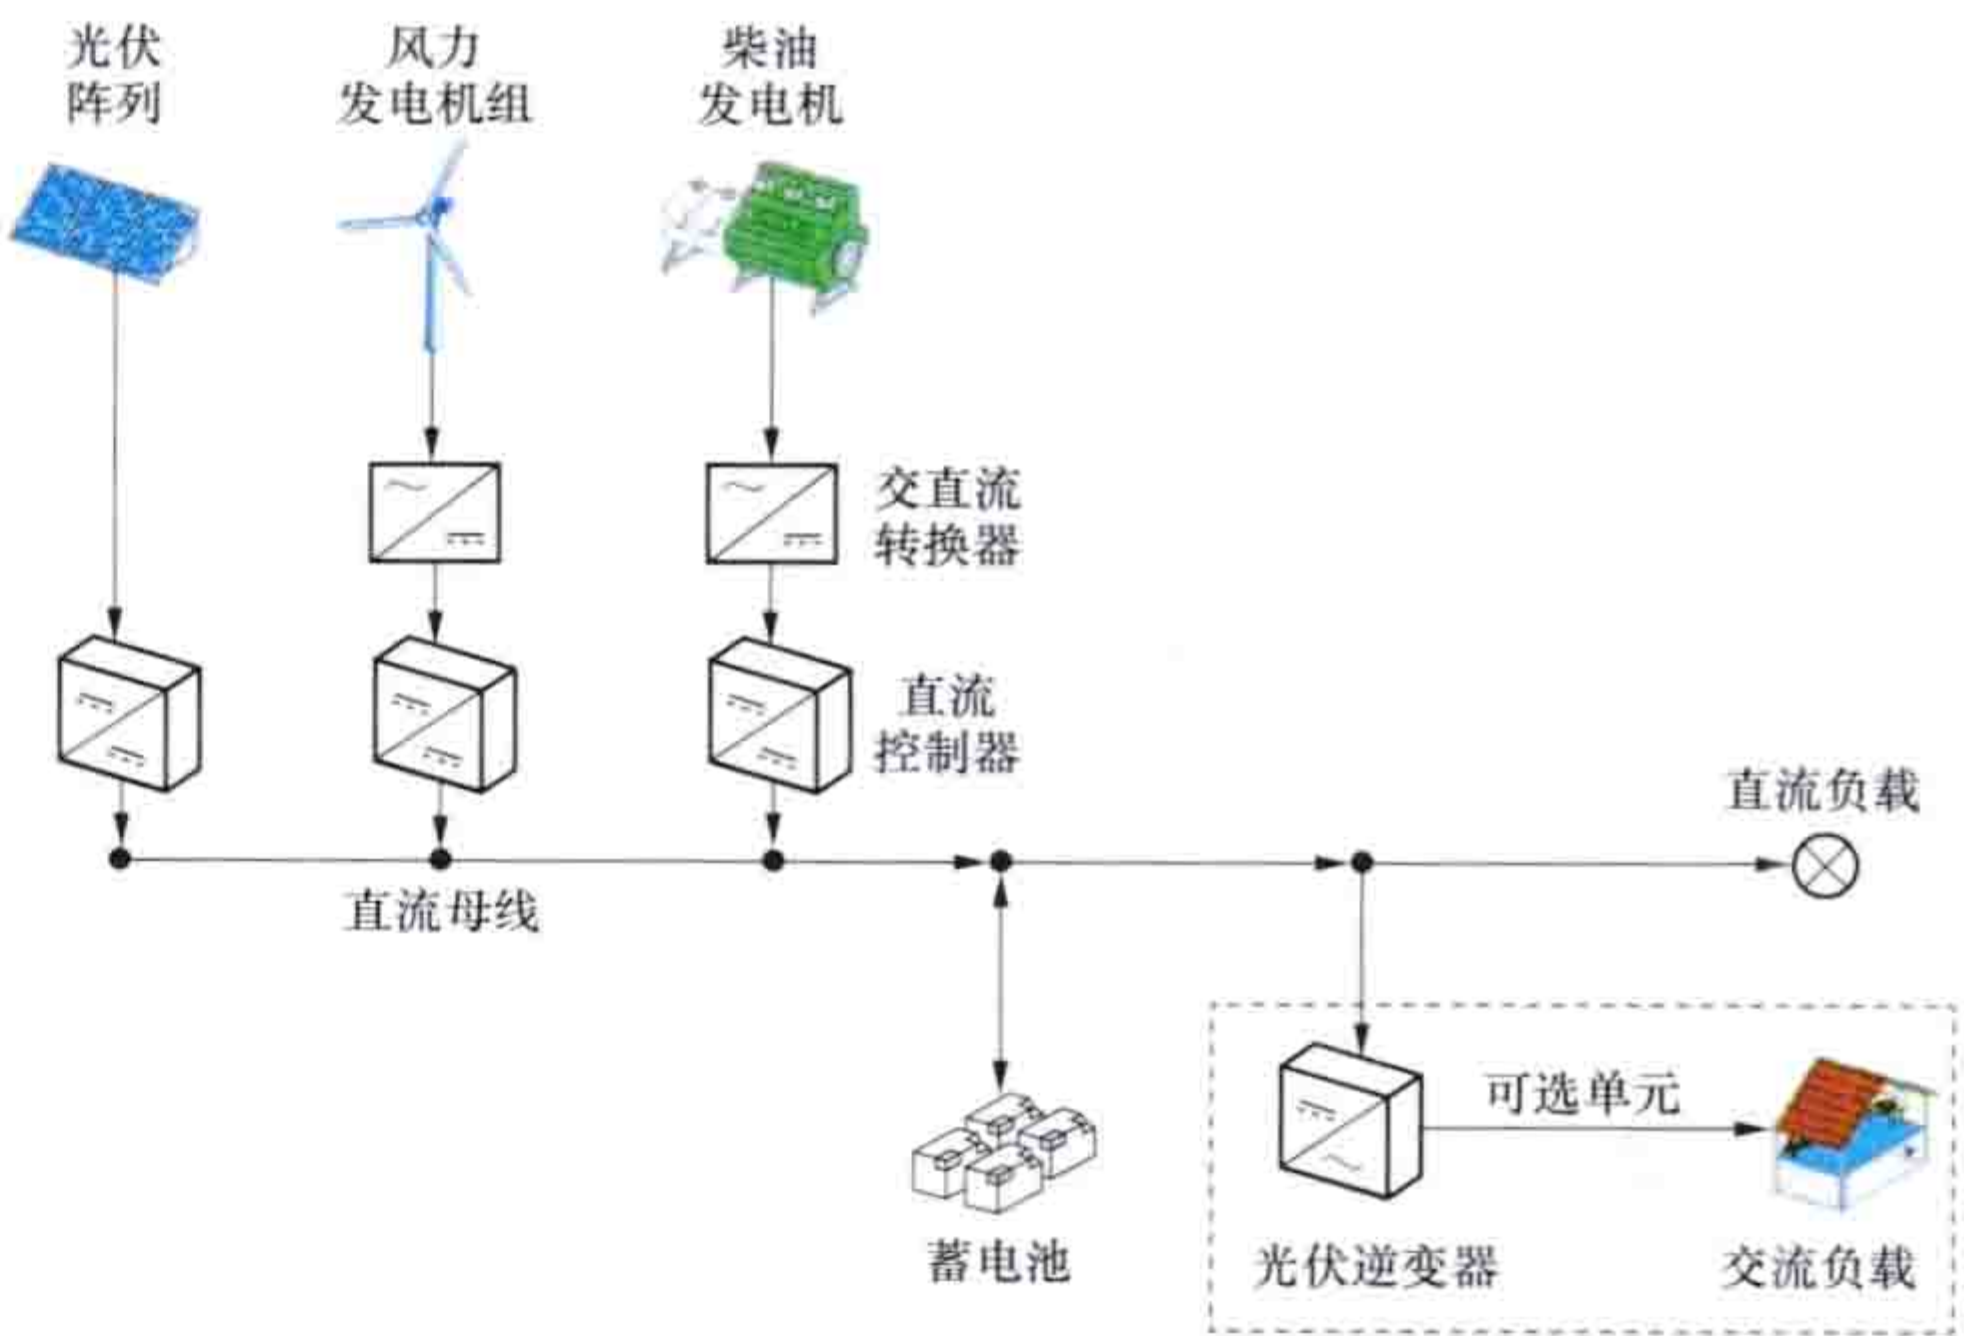 光伏
阵列
风力
发电机组
柴油
发电机
交直流
转换器
直流
控制器
直流负载
直流母线
可选单元
蓄电池
光伏逆变器
交流负载